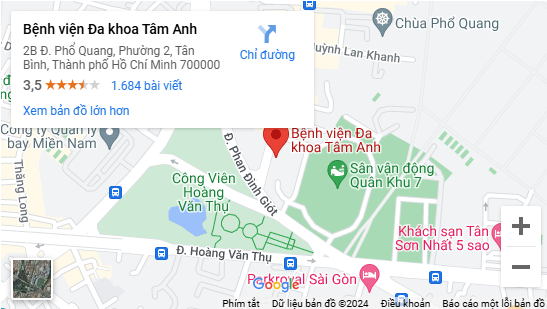 Bệnh viện Đa khoa Tâm Anh
2B Đ. Phổ Quang, Phường 2, Tân
Bình, Thành phố Hồ Chí Minh 700000
3,5
1.684 bài viết
Xem bản đồ lớn hơn
Chỉ đường
Chùa Phổ Quang
Huỳnh Lan Khanh
Công ty Quản lý
bay Miền Nam
Thăng Long
Đ. Phan Đình Giót
Bệnh viện Đa
khoa Tâm Anh
Sân vận động
Quân Khu 7
Công Viên
Hoàng
Văn Thụ
Khách sạn Tân
Sơn Nhất 5 sao
Đ. Hoàng Văn Thụ
Parkroyal Sài Gòn
Google
Phím tắt
Dữ liệu bản đồ ©2024
Điều khoản
Báo cáo một lỗi bản đồ